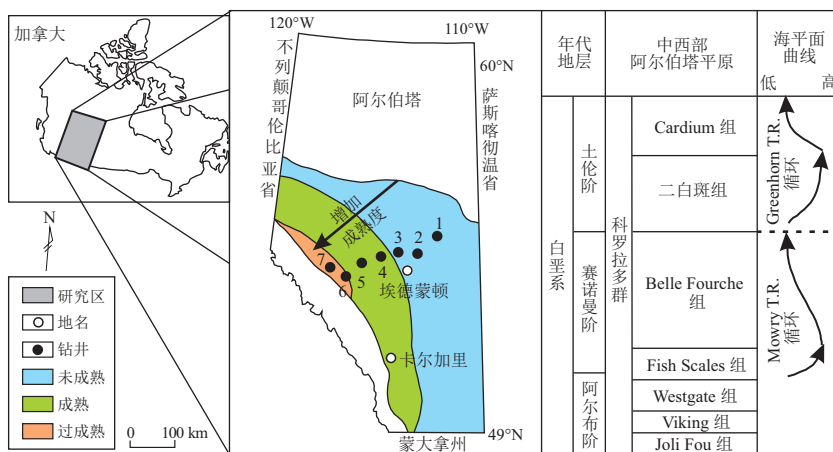 加拿大
N
研究区
地名
钻井
未成熟
成熟
过成熟
0 100 km
120°W
110°W
60°N
49°N
不列颠哥伦比亚省
阿尔伯塔
萨斯喀彻温省
增加
成熟度
1
2
3
4
5
6
7
埃德蒙顿
卡尔加里
蒙大拿州
年代
地层
中西部
阿尔伯塔平原
海平面
曲线
低 高
白垩系
土伦阶
赛诺曼阶
阿尔布阶
科罗拉多群
Cardium 组
二白斑组
Belle Fourche
组
Fish Scales 组
Westgate 组
Viking 组
Joli Fou 组
Greenhorn T.R.
循环
Mowry T.R.
循环